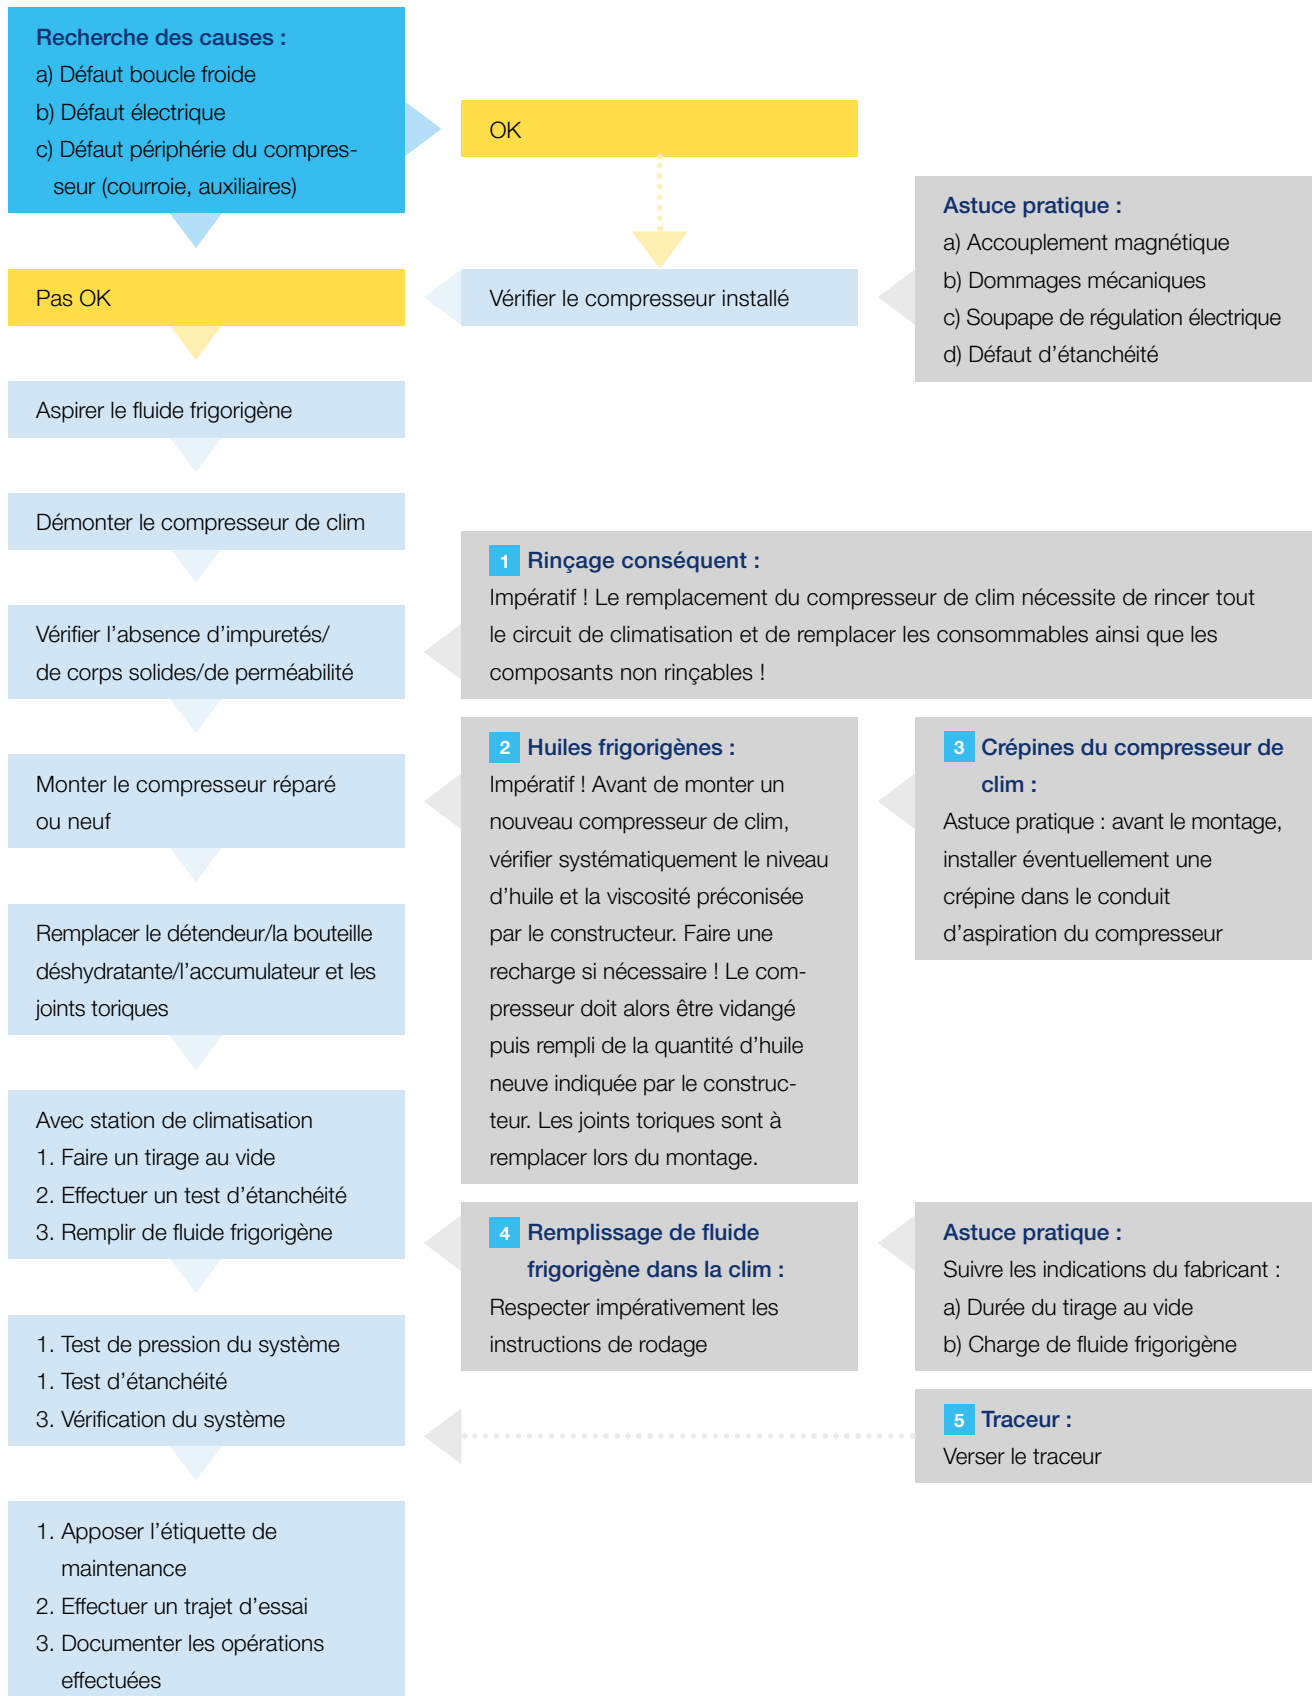 Recherche des causes :
a) Défaut boucle froide
b) Défaut électrique
c) Défaut périphérie du compres-
seur (courroie, auxiliaires)
OK
Astuce pratique :
a) Accouplement magnétique
b) Dommages mécaniques
c) Soupape de régulation électrique
d) Défaut d’étanchéité
Pas OK
Vérifier le compresseur installé
Aspirer le fluide frigorigène
Démonter le compresseur de clim
1 Rinçage conséquent :
Impératif ! Le remplacement du compresseur de clim nécessite de rincer tout
le circuit de climatisation et de remplacer les consommables ainsi que les
composants non rinçables !
Vérifier l’absence d’impuretés/
de corps solides/de perméabilité
Monter le compresseur réparé
ou neuf
2 Huiles frigorigènes :
Impératif ! Avant de monter un
nouveau compresseur de clim,
vérifier systématiquement le niveau
d’huile et la viscosité préconisée
par le constructeur. Faire une
recharge si nécessaire ! Le com-
presseur doit alors être vidangé
puis rempli de la quantité d’huile
neuve indiquée par le construc-
teur. Les joints toriques sont à
remplacer lors du montage.
3 Crépines du compresseur de
clim :
Astuce pratique : avant le montage,
installer éventuellement une
crépine dans le conduit
d’aspiration du compresseur
Remplacer le détendeur/la bouteille
déshydratante/l’accumulateur et les
joints toriques
Avec station de climatisation
1. Faire un tirage au vide
2. Effectuer un test d’étanchéité
3. Remplir de fluide frigorigène
4 Remplissage de fluide
frigorigène dans la clim :
Respecter impérativement les
instructions de rodage
Astuce pratique :
Suivre les indications du fabricant :
a) Durée du tirage au vide
b) Charge de fluide frigorigène
1. Test de pression du système
1. Test d’étanchéité
3. Vérification du système
5 Traceur :
Verser le traceur
1. Apposer l’étiquette de
maintenance
2. Effectuer un trajet d’essai
3. Documenter les opérations
effectuées